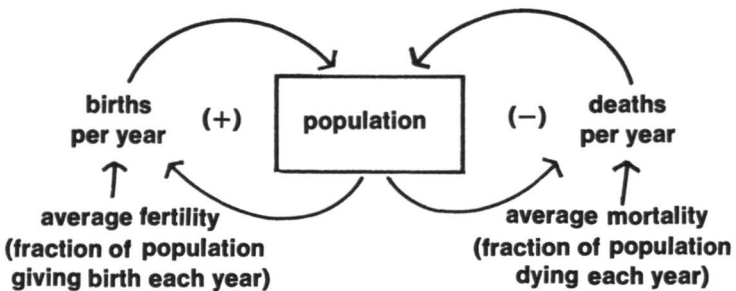 births
per year
(+)
population
(−)
deaths
per year
average fertility
(fraction of population
giving birth each year)
average mortality
(fraction of population
dying each year)